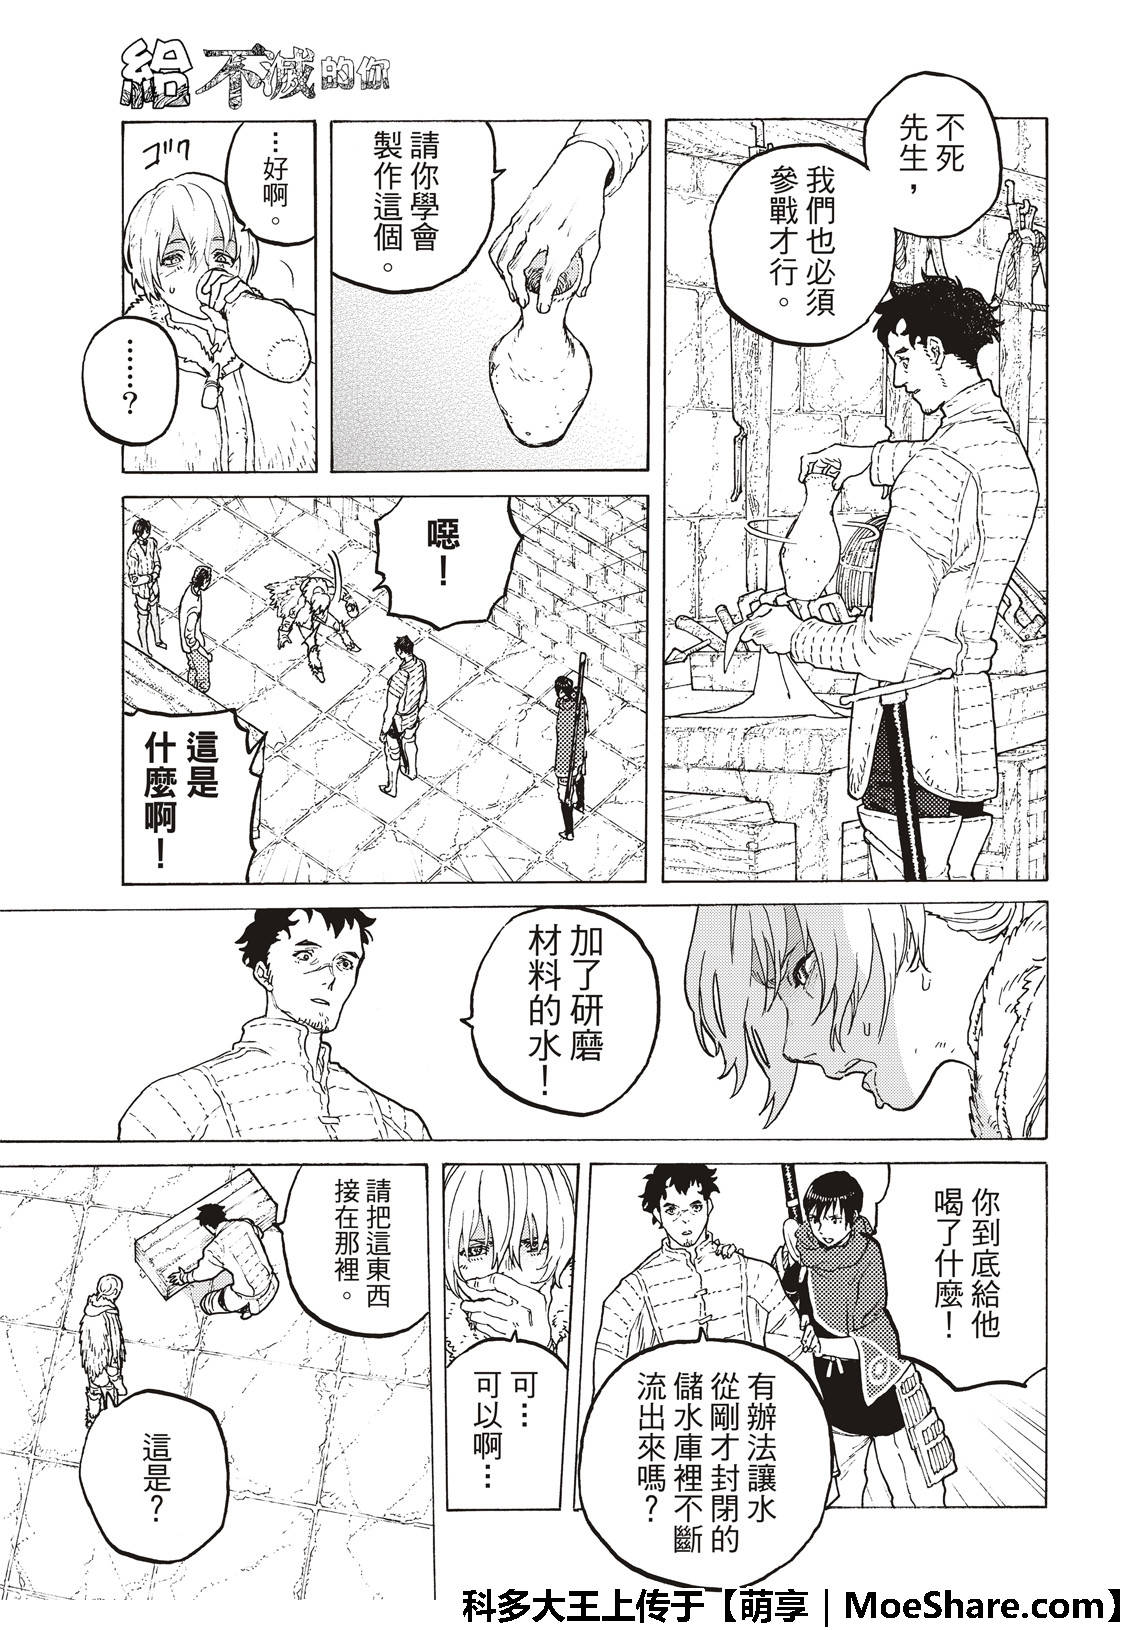 給不滅的你
不死
先生，
我們也必須
參戰才行。
請你學會
製作這個。
ゴクッ
…好啊。
………？
噁！
這是
什麼啊！
加了研磨
材料的水！
你到底給他
喝了什麼！
有辦法讓水
從剛才封閉的
儲水庫裡不斷
流出來嗎？
可…
可以啊…
請把這東西
接在那裡。
這是？
科多大王上传于【萌享｜MoeShare.com】